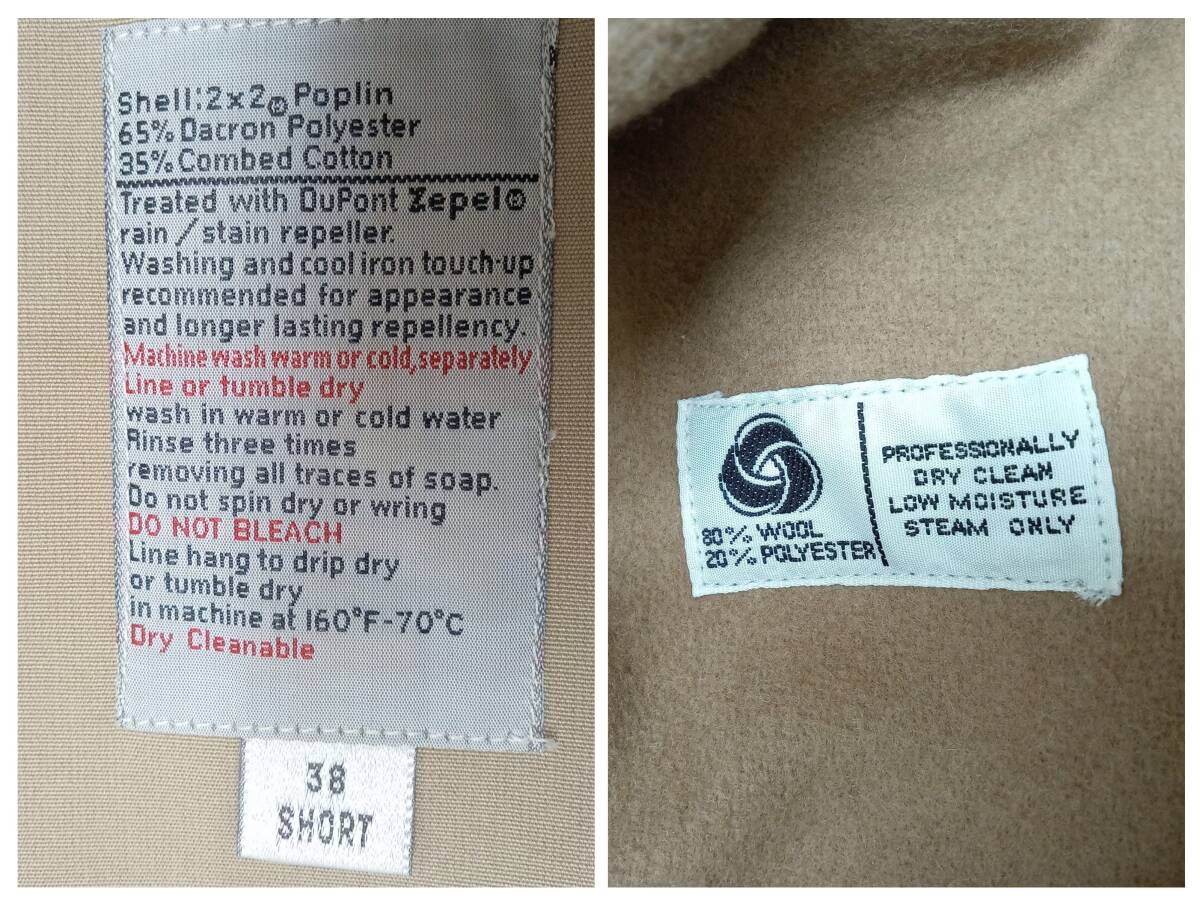 Shell:2x2® Poplin
65% Dacron Polyester
35% Combed Cotton
Treated with DuPont Zepel®
rain/stain repeller.
Washing and cool iron touch-up
recommended for appearance
and longer lasting repellency.
Machine wash warm or cold, separately
Line or tumble dry
wash in warm or cold water
Rinse three times
removing all traces of soap.
Do not spin dry or wring
DO NOT BLEACH
Line hang to drip dry
or tumble dry
in machine at 160°F-70°C
Dry Cleanable
38
SHORT
80% WOOL
20% POLYESTER
PROFESSIONALLY
DRY CLEAN
LOW MOISTURE
STEAM ONLY